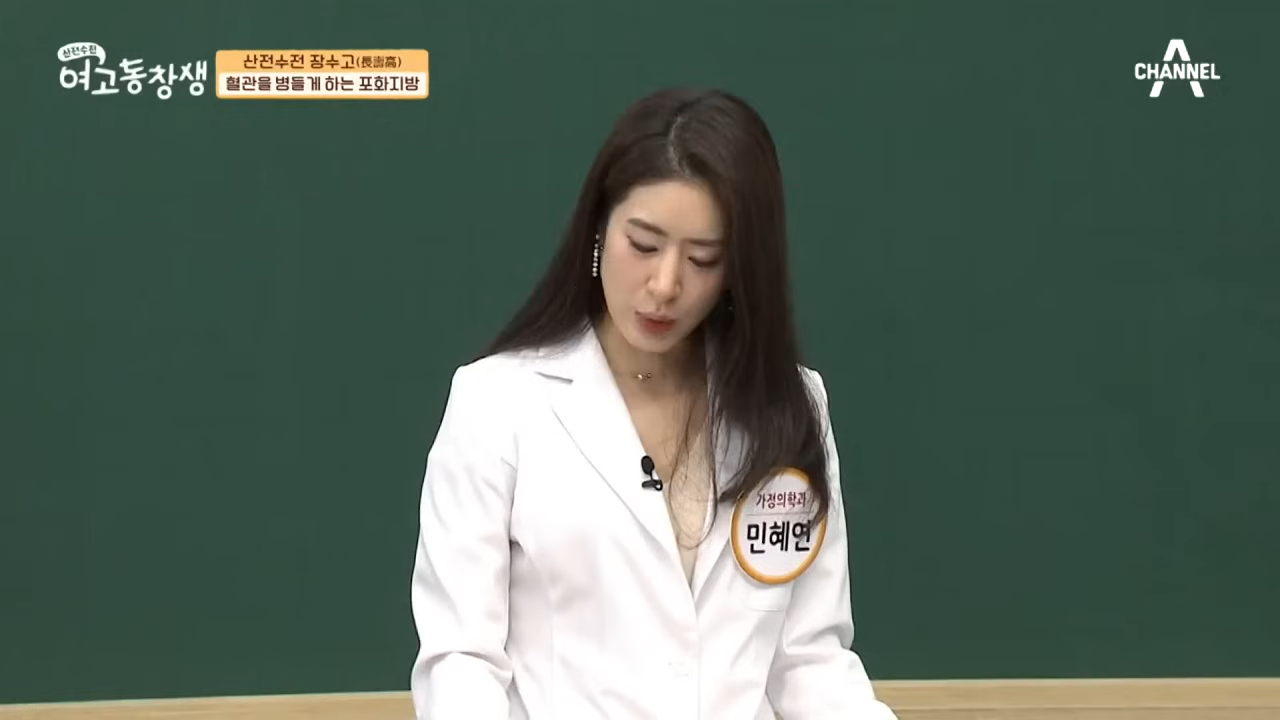 산전수전
여고동창생
산전수전 장수고(長壽高)
혈관을 병들게 하는 포화지방
CHANNEL A
가정의학과
민혜연